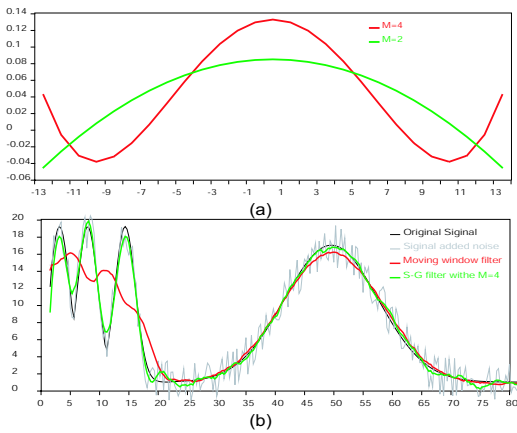 0.14
0.12
0.10
0.08
0.06
0.04
0.02
0
-0.02
-0.04
-0.06
M=4
M=2
-13 -11 -9 -7 -5 -3 -1 1 3 5 7 9 11 13
(a)
20
18
16
14
12
10
8
6
4
2
0
Original Siginal
Siginal added noise
Moving window filter
S-G filter withe M=4
0 5 10 15 20 25 30 35 40 45 50 55 60 65 70 75 80
(b)